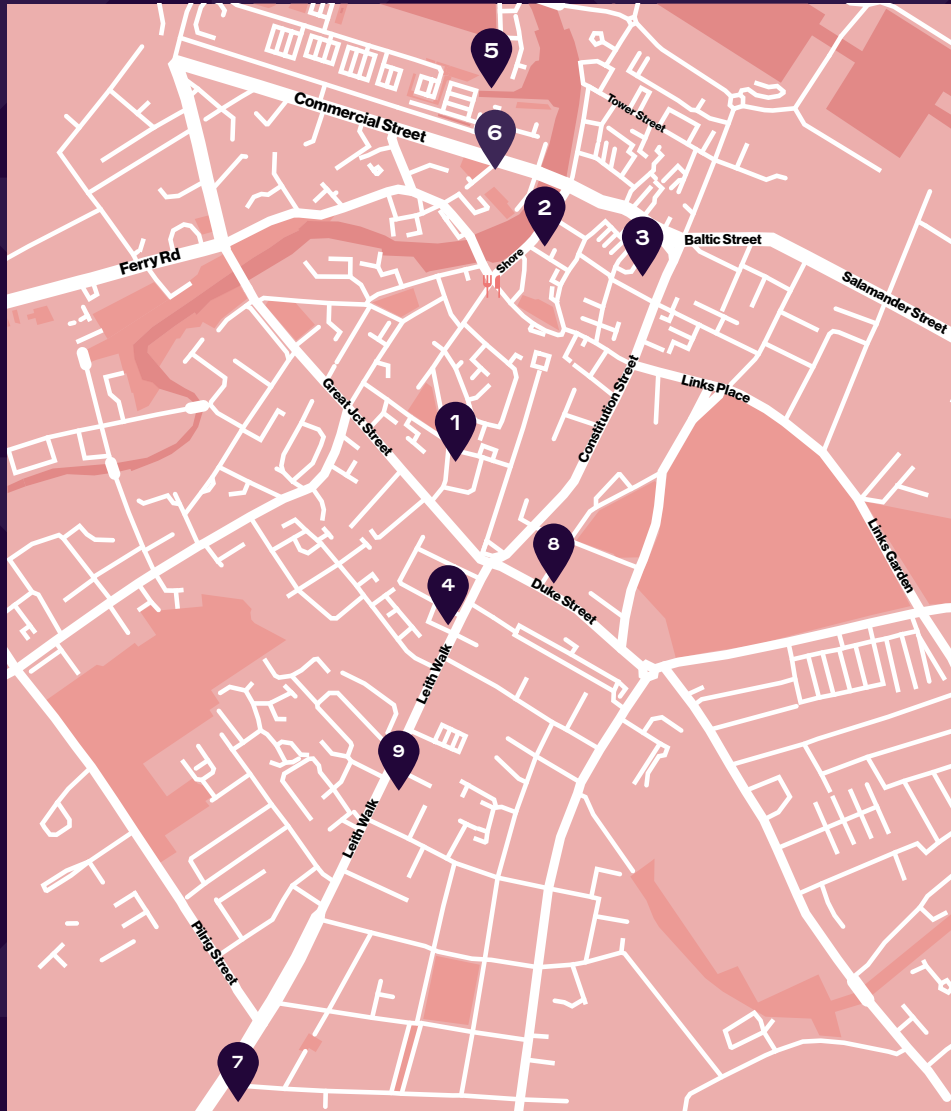 5
Commercial Street
Tower Street
6
2
3
Baltic Street
Ferry Rd
Shore
Salamander Street
Great Jct Street
Constitution Street
Links Place
1
8
Links Garden
4
Duke Street
Leith Walk
9
Leith Walk
Pilrig Street
7